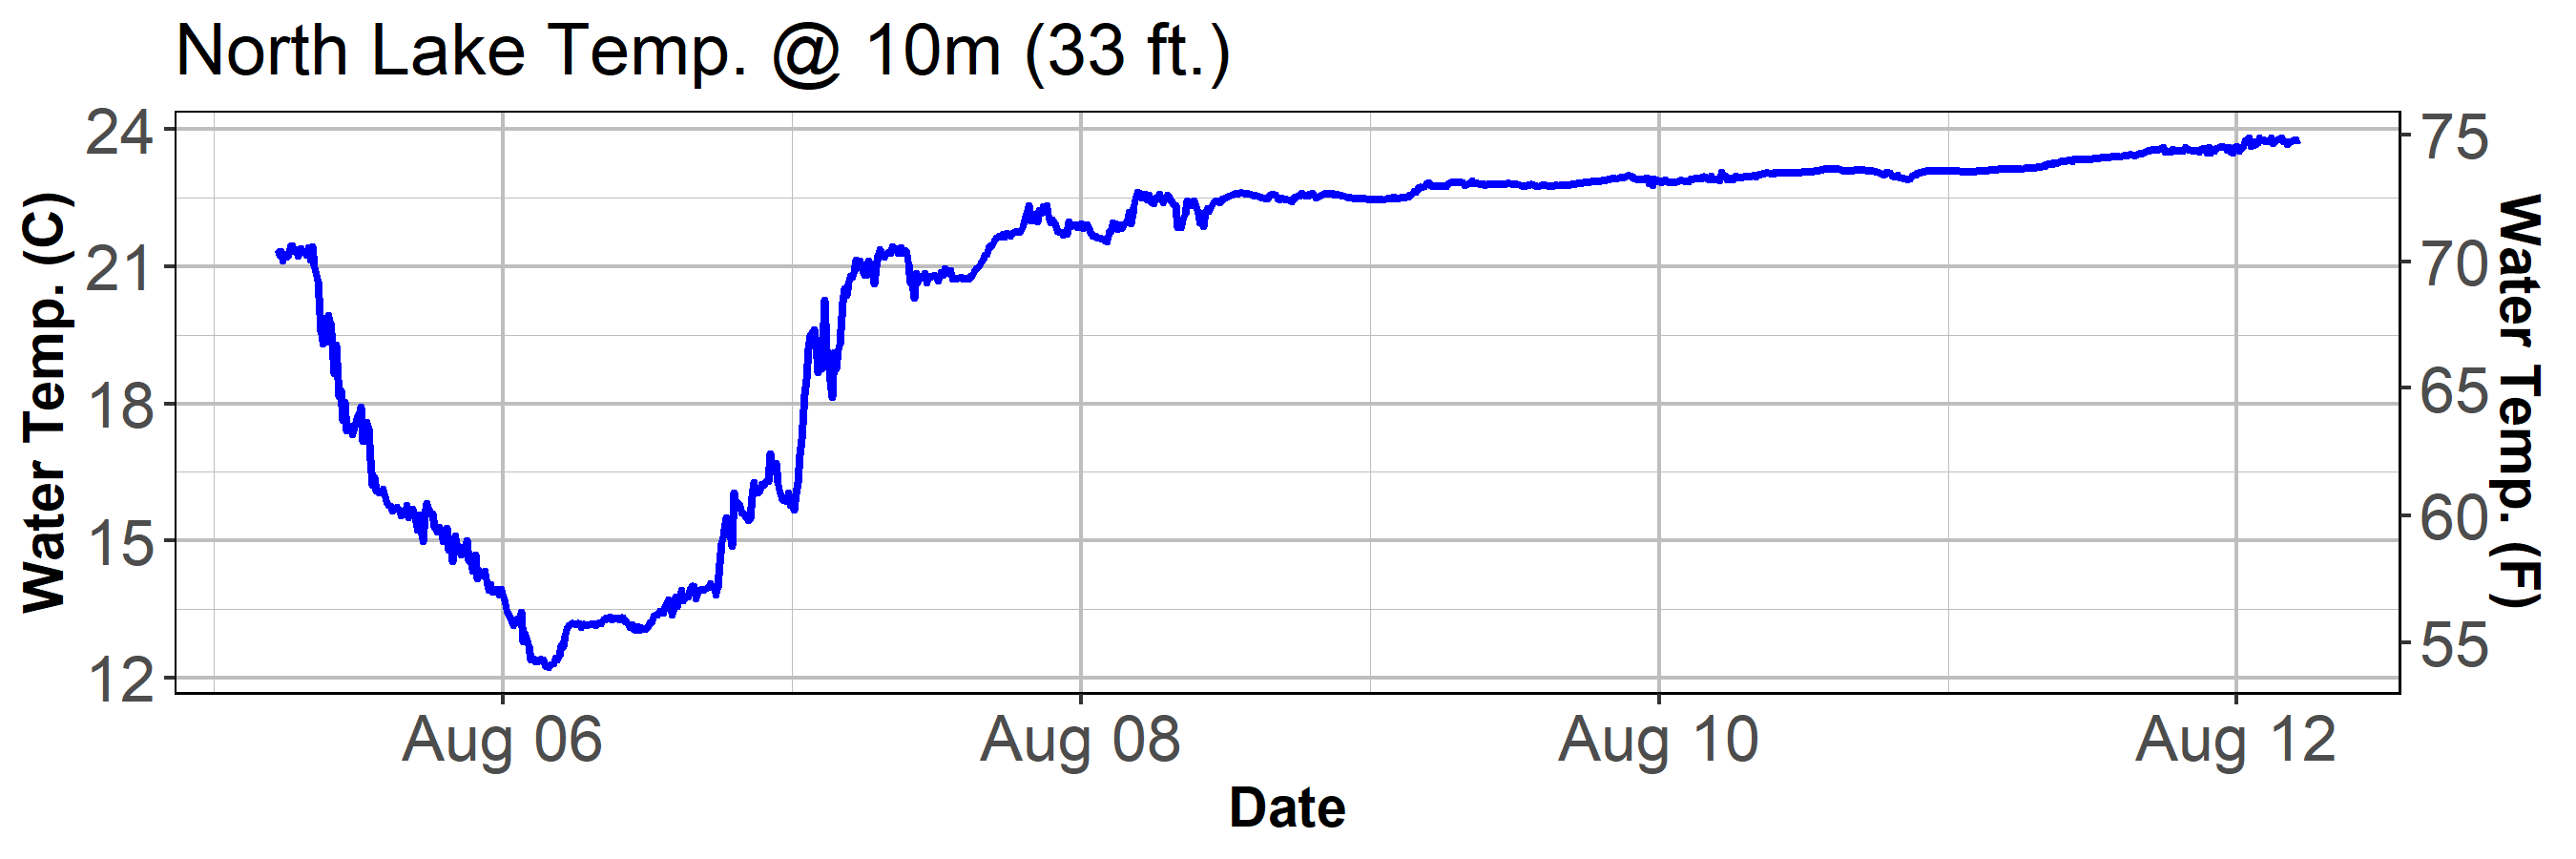 North Lake Temp. @ 10m (33 ft.)
Water Temp. (C)
24
21
18
15
12
75
70
65
60
55
Water Temp. (F)
Aug 06 Aug 08 Aug 10 Aug 12
Date